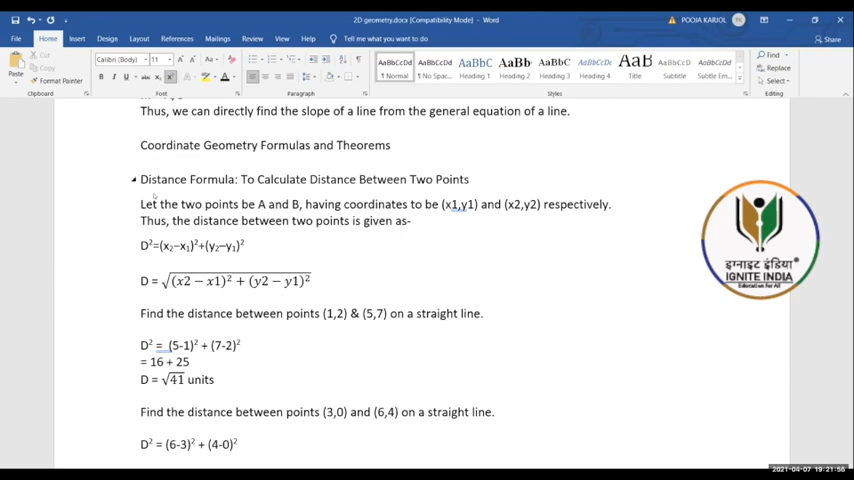 2D geometry.docx [Compatibility Mode] - Word
POOJA KARJOL
PK
File Home Insert Design Layout References Mailings Review View Help Tell me what you want to do
Share
Paste
Cut
Copy
Format Painter
Clipboard
Calibri (Body) 11
Font
Paragraph
AaBbCcDd AaBbCcDd AaBbCc AaBb AaBbC AaBbCcDc AaB AaBbCcD AaBbCcDd
¶ Normal ¶ No Spac... Heading 1 Heading 2 Heading 3 Heading 4 Title Subtitle Subtle Em...
Styles
Find
Replace
Select
Editing
Thus, we can directly find the slope of a line from the general equation of a line.
Coordinate Geometry Formulas and Theorems
Distance Formula: To Calculate Distance Between Two Points
Let the two points be A and B, having coordinates to be (x1,y1) and (x2,y2) respectively.
Thus, the distance between two points is given as-
D²=(x₂−x₁)²+(y₂−y₁)²
D = √(x2 − x1)² + (y2 − y1)²
Find the distance between points (1,2) & (5,7) on a straight line.
D² = (5-1)² + (7-2)²
= 16 + 25
D = √41 units
Find the distance between points (3,0) and (6,4) on a straight line.
D² = (6-3)² + (4-0)²
इग्नाइट इंडिया
IGNITE INDIA
Education For All
2021-04-07 19:21:56